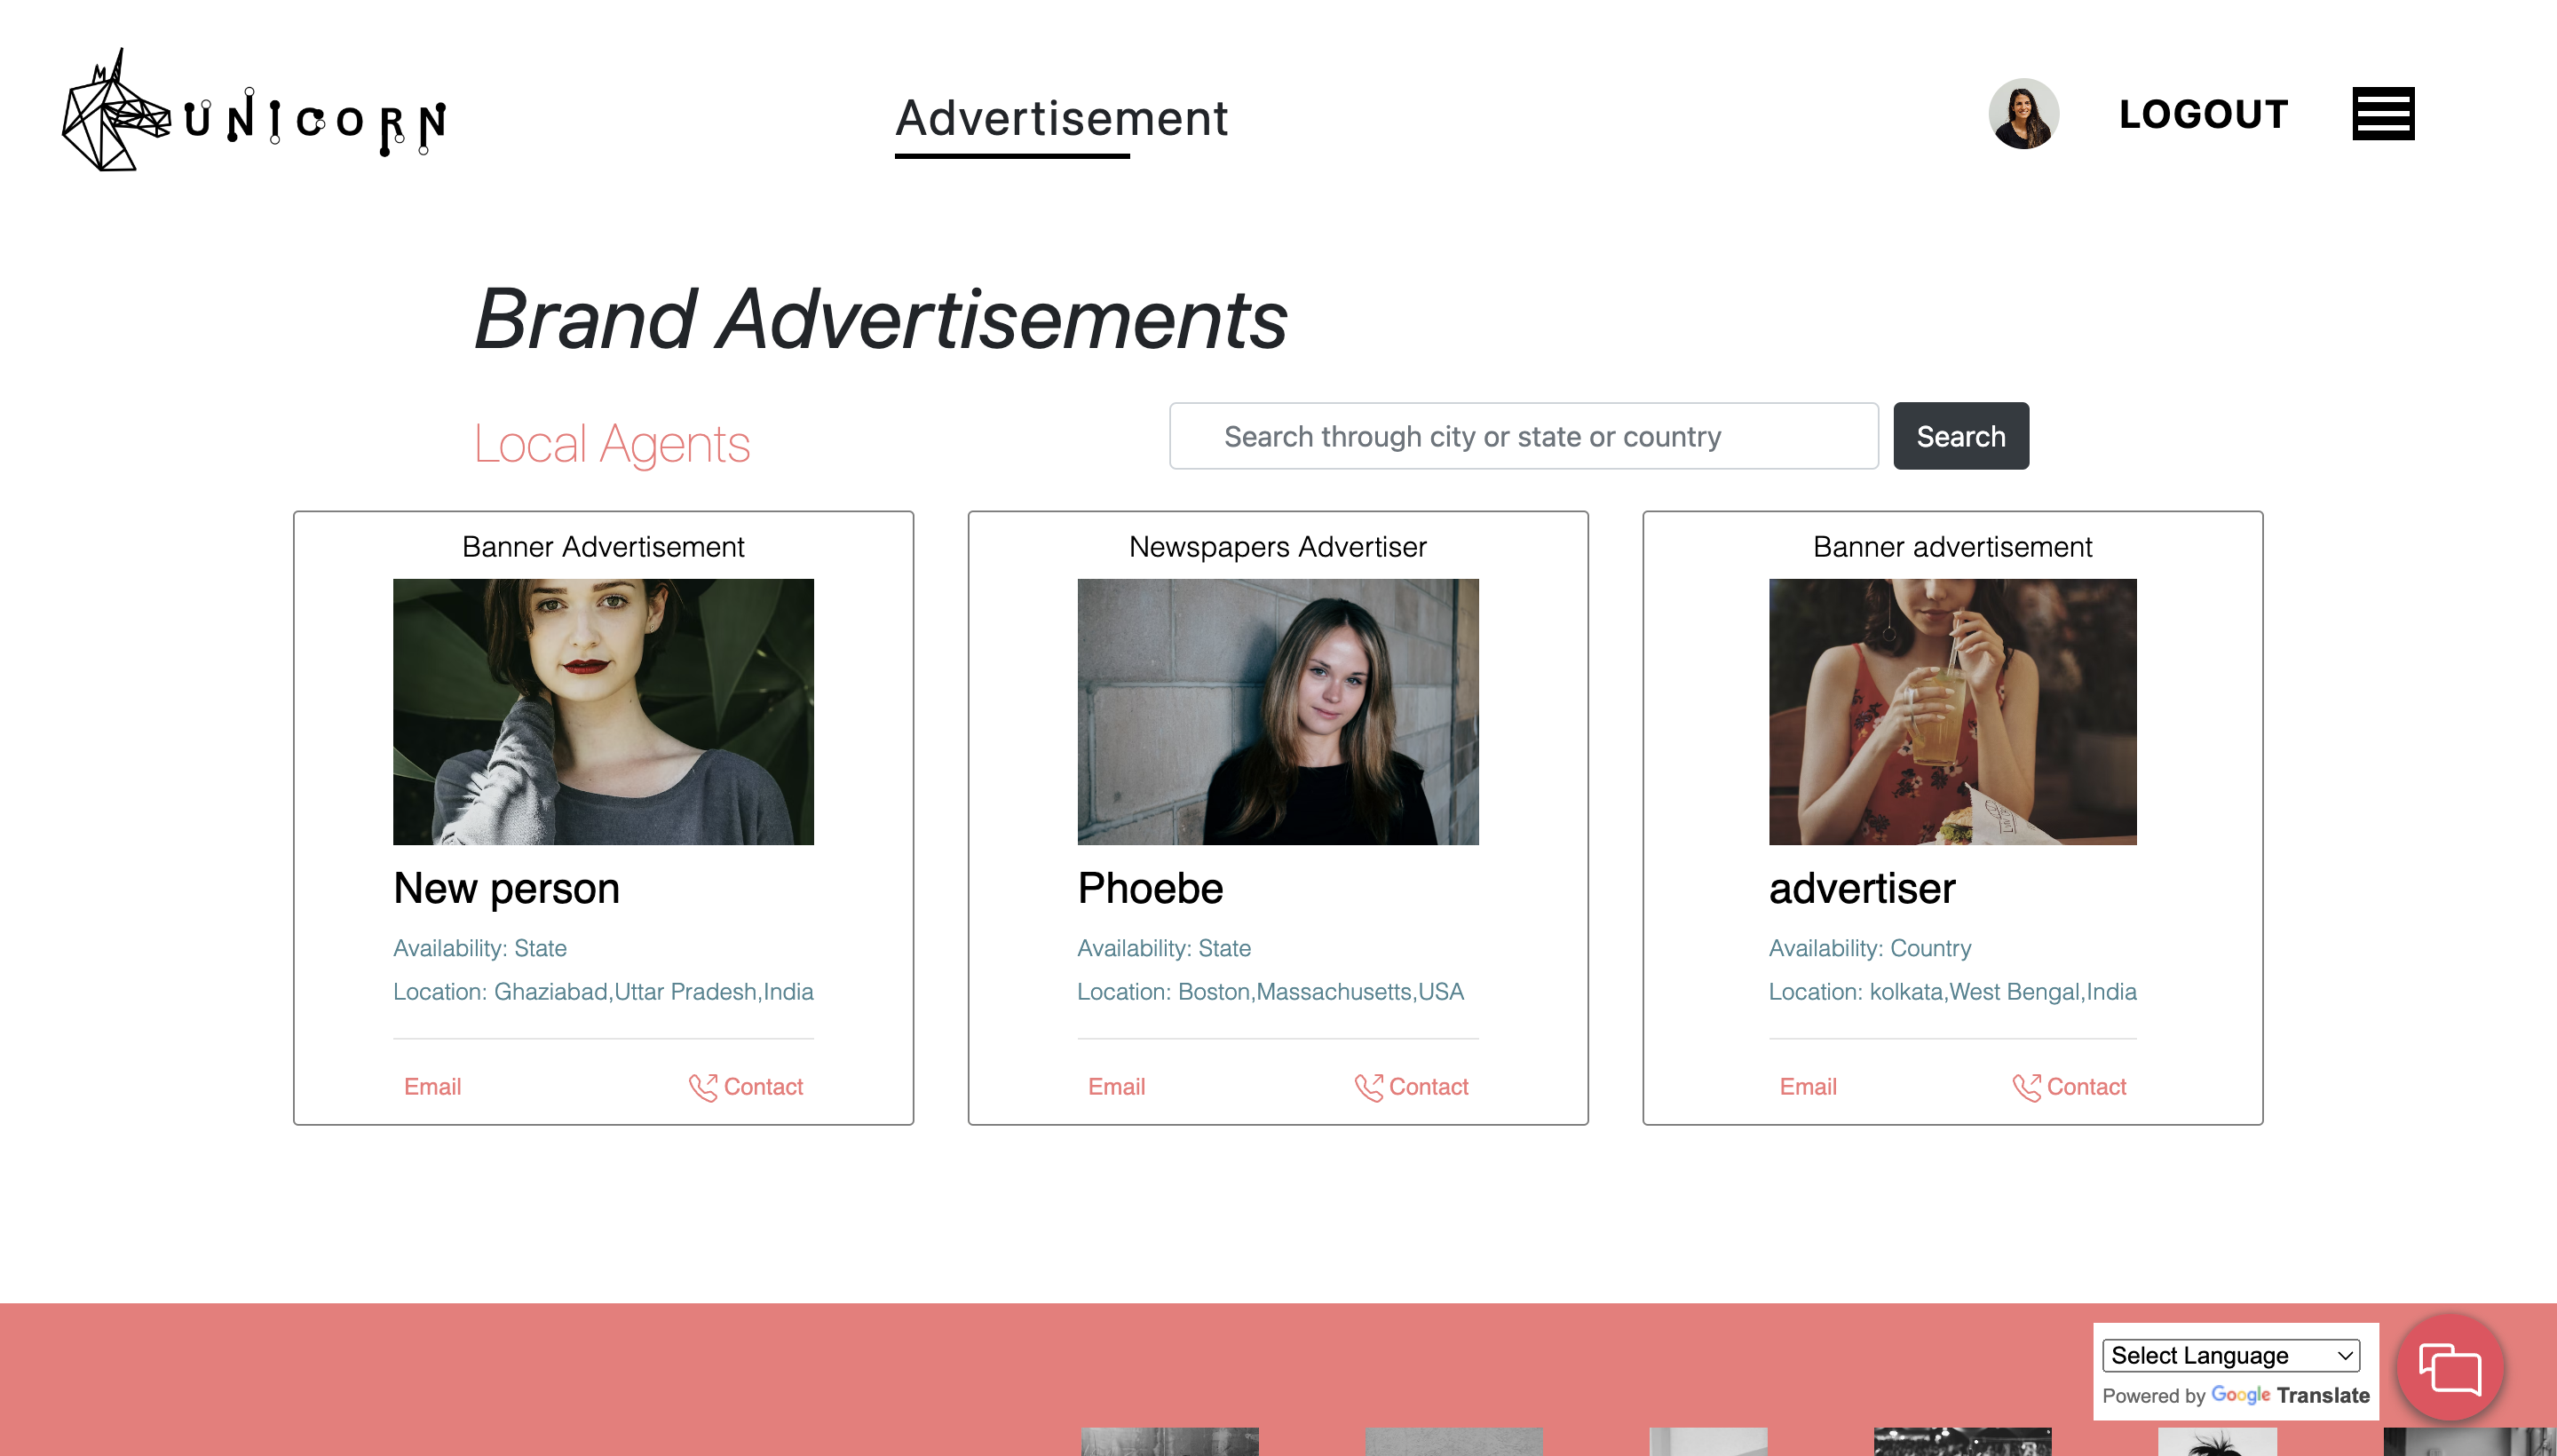 UNICORN
Advertisement
LOGOUT
Brand Advertisements
Local Agents
Search through city or state or country
Search
Banner Advertisement
New person
Availability: State
Location: Ghaziabad,Uttar Pradesh,India
Email
Contact
Newspapers Advertiser
Phoebe
Availability: State
Location: Boston,Massachusetts,USA
Email
Contact
Banner advertisement
advertiser
Availability: Country
Location: kolkata,West Bengal,India
Email
Contact
Select Language
Powered by Google Translate